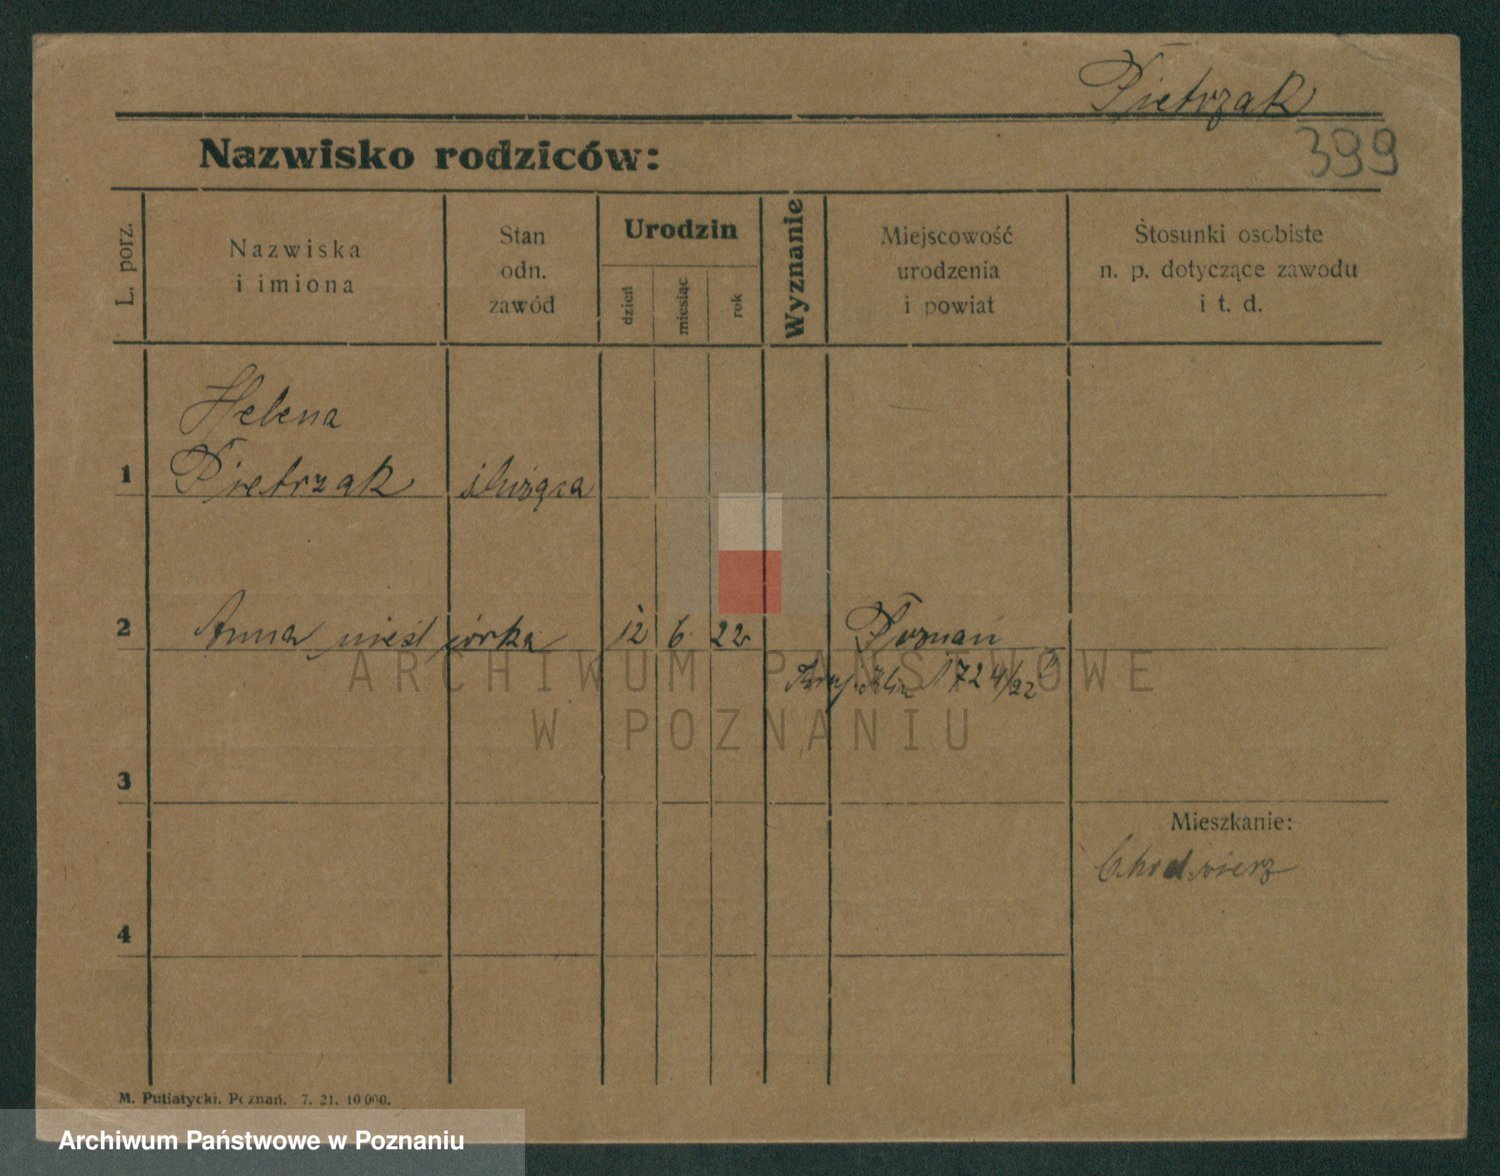 Pietrzak
399
Nazwisko rodziców:
L. porz.
Nazwiska
i imiona
Stan
odn.
zawód
Urodzin
dzień
miesiąc
rok
Wyznanie
Miejscowość
urodzenia
i powiat
Stosunki osobiste
n. p. dotyczące zawodu
i t. d.
1
Helena
Pietrzak służąca
2 Anna nieśl córka 12 6 22 Poznań
1724/22
ARCHIWUM PAŃSTWOWE
W POZNANIU
3
Mieszkanie:
4
M. Putiatycki. Poznań. 7. 21. 10 000.
Archiwum Państwowe w Poznaniu